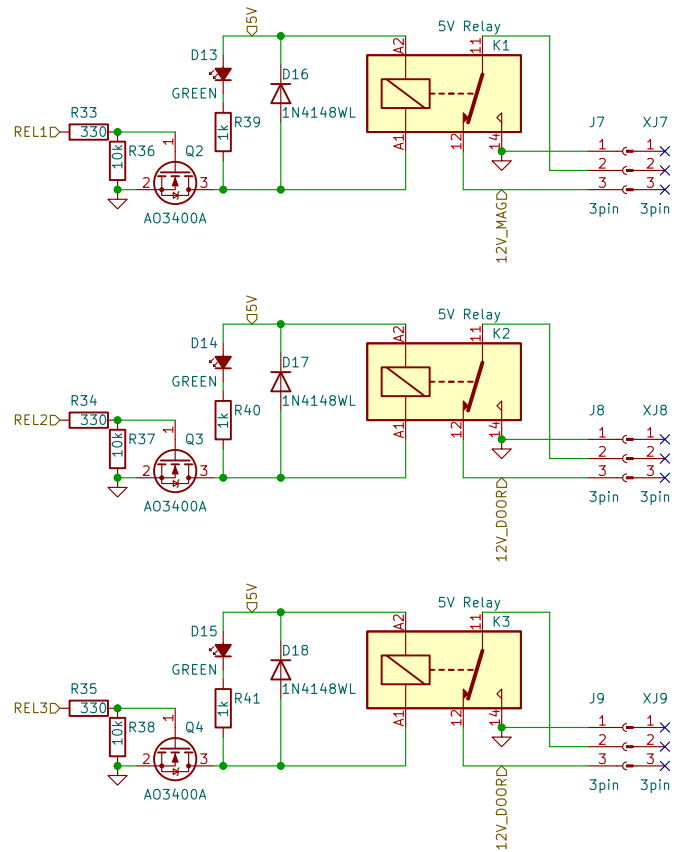 5V
5V Relay
K1
D13
GREEN
D16
1N4148WL
A2
11
R33
REL1
330
R36
10k
R39
1k
Q2
1
2
3
AO3400A
A1
12
14
J7
XJ7
1 1
2 2
3 3
3pin
3pin
12V_MAG
5V
5V Relay
K2
D14
GREEN
D17
1N4148WL
A2
11
R34
REL2
330
R37
10k
R40
1k
Q3
1
2
3
AO3400A
A1
12
14
J8
XJ8
1 1
2 2
3 3
3pin
3pin
12V_DOOR
5V
5V Relay
K3
D15
GREEN
D18
1N4148WL
A2
11
R35
REL3
330
R38
10k
R41
1k
Q4
1
2
3
AO3400A
A1
12
14
J9
XJ9
1 1
2 2
3 3
3pin
3pin
12V_DOOR